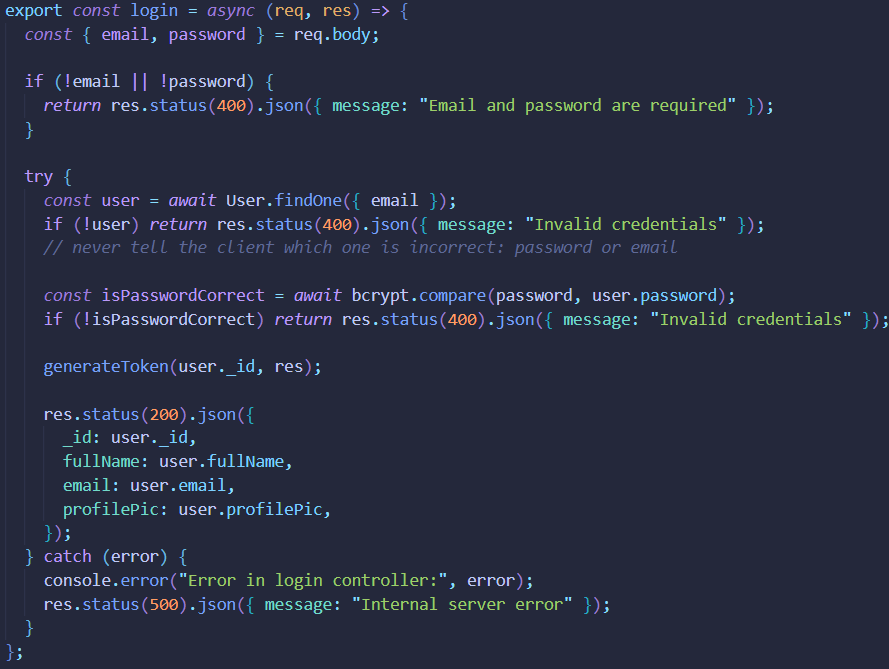 export const login = async (req, res) => {
  const { email, password } = req.body;

  if (!email || !password) {
    return res.status(400).json({ message: "Email and password are required" });
  }

  try {
    const user = await User.findOne({ email });
    if (!user) return res.status(400).json({ message: "Invalid credentials" });
    // never tell the client which one is incorrect: password or email

    const isPasswordCorrect = await bcrypt.compare(password, user.password);
    if (!isPasswordCorrect) return res.status(400).json({ message: "Invalid credentials" });

    generateToken(user._id, res);

    res.status(200).json({
      _id: user._id,
      fullName: user.fullName,
      email: user.email,
      profilePic: user.profilePic,
    });
  } catch (error) {
    console.error("Error in login controller:", error);
    res.status(500).json({ message: "Internal server error" });
  }
};